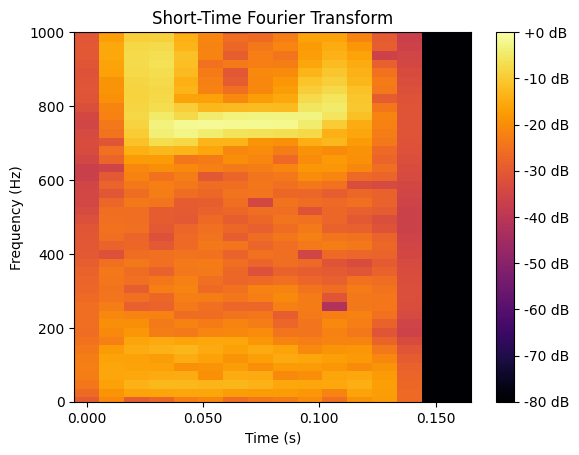 Short-Time Fourier Transform
1000
800
600
400
200
0
Frequency (Hz)
0.000
0.050
0.100
0.150
Time (s)
+0 dB
-10 dB
-20 dB
-30 dB
-40 dB
-50 dB
-60 dB
-70 dB
-80 dB